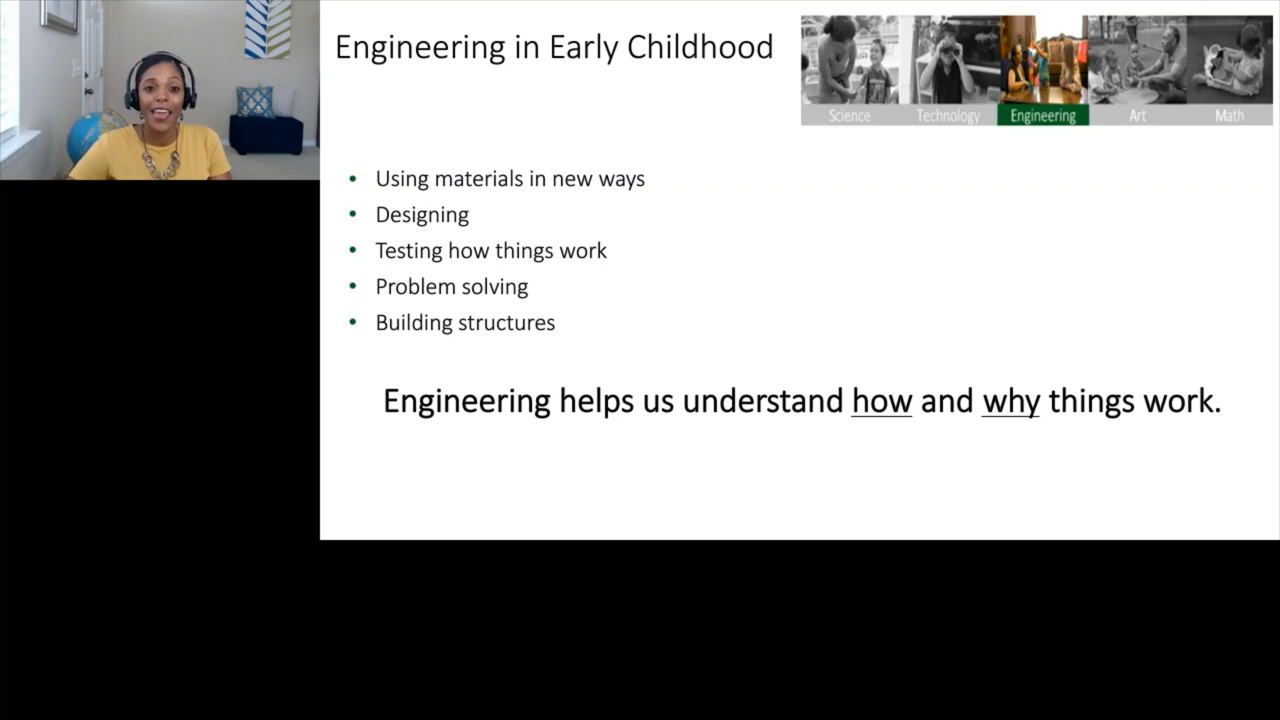 Engineering in Early Childhood
Science Technology Engineering Art Math
• Using materials in new ways
• Designing
• Testing how things work
• Problem solving
• Building structures
Engineering helps us understand how and why things work.